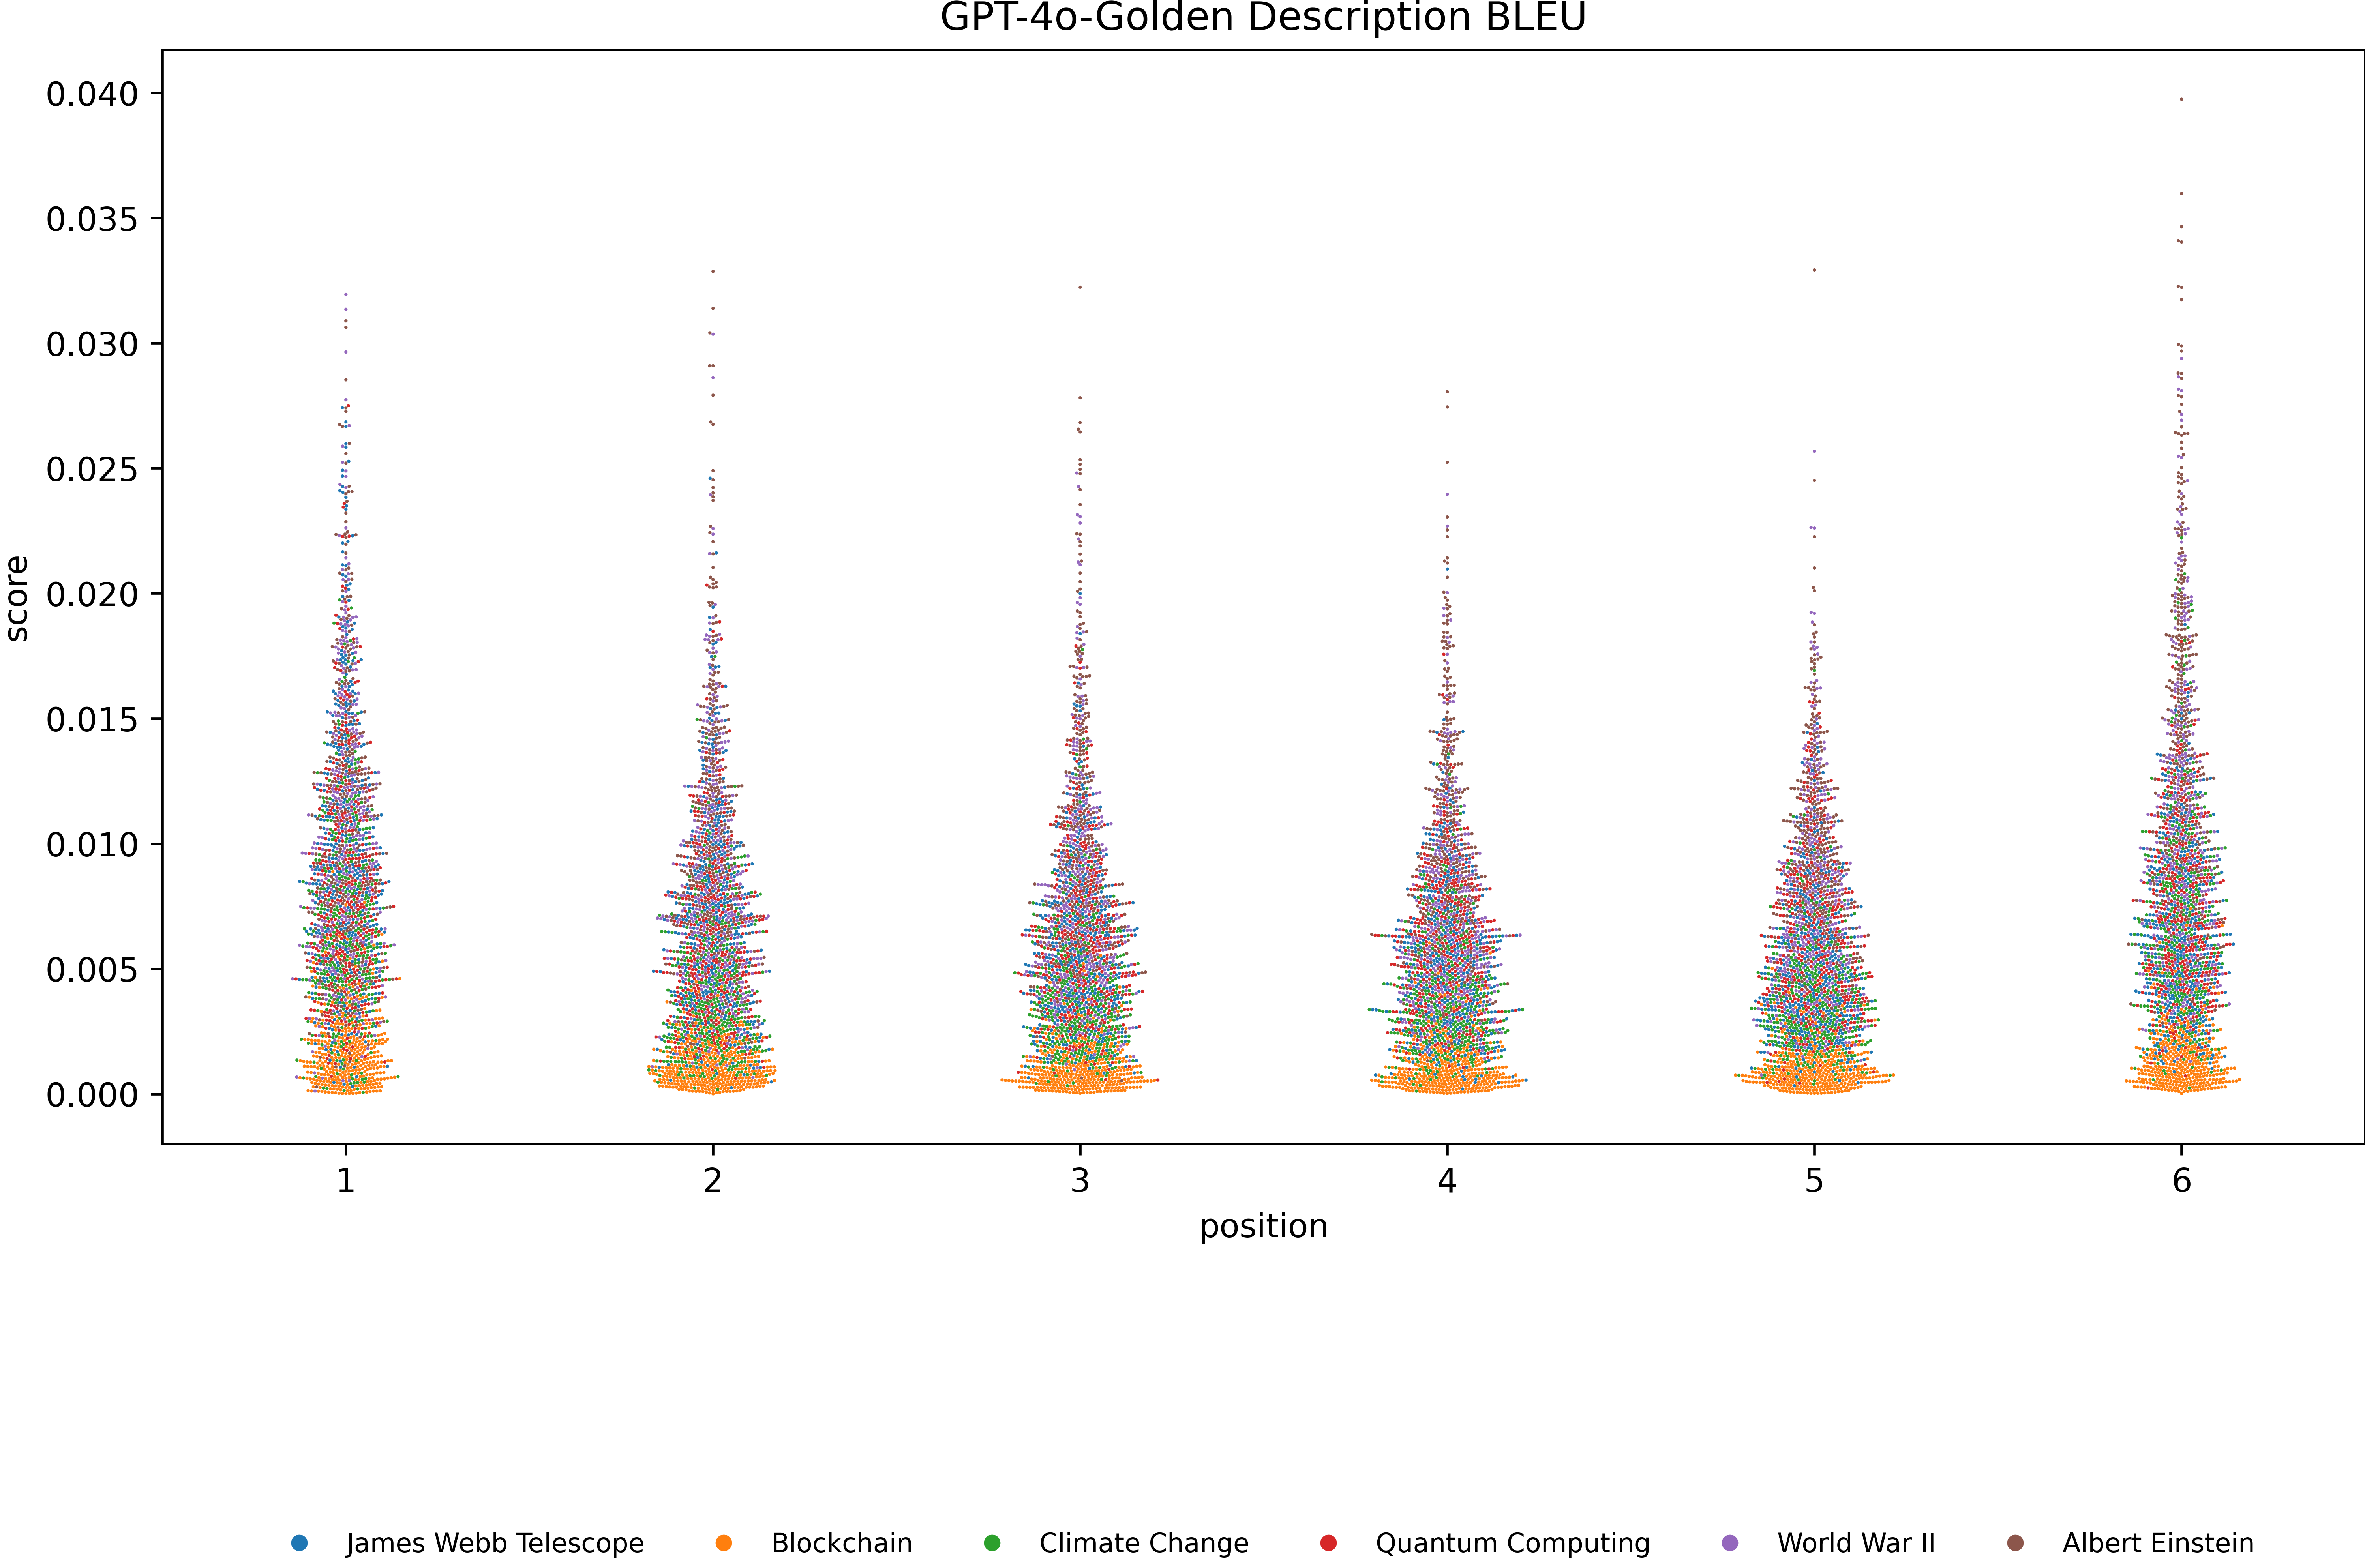 GPT-4o-Golden Description BLEU
0.040
0.035
0.030
0.025
0.020
0.015
0.010
0.005
0.000
score
1 2 3 4 5 6
position
James Webb Telescope Blockchain Climate Change Quantum Computing World War II Albert Einstein